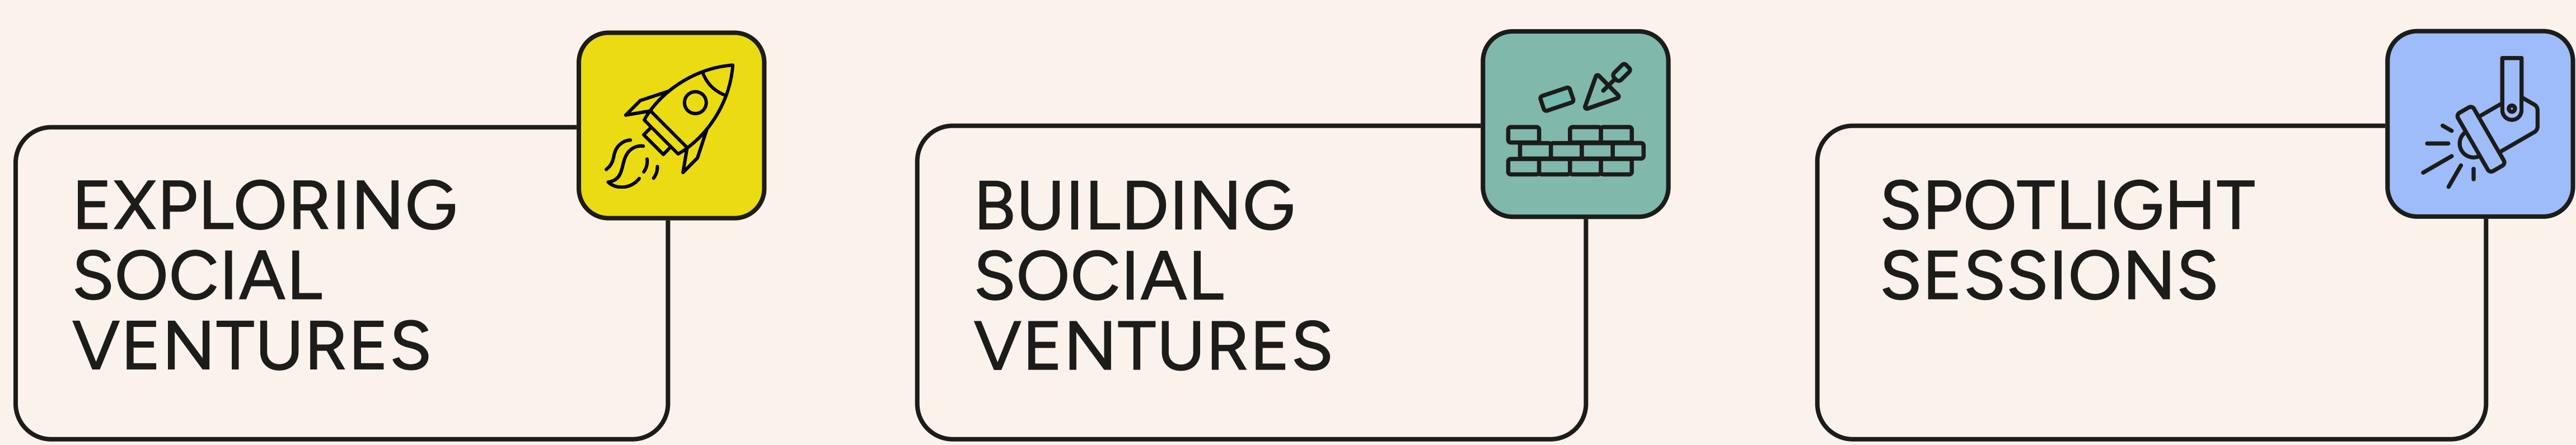 EXPLORING
SOCIAL
VENTURES
BUILDING
SOCIAL
VENTURES
SPOTLIGHT
SESSIONS